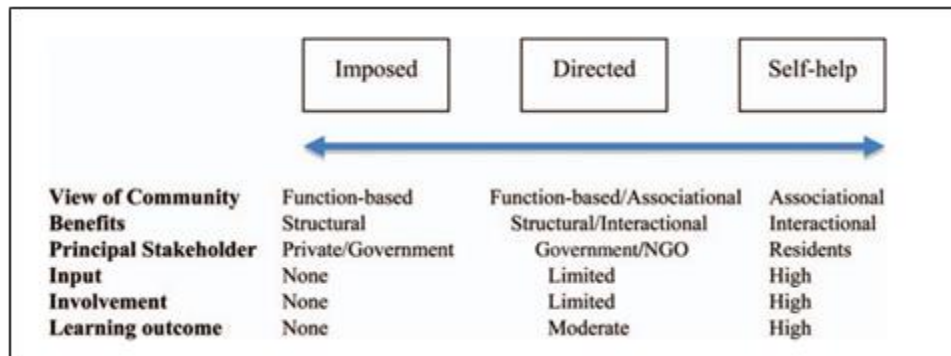 Imposed Directed Self-help
View of Community Function-based Function-based/Associational Associational
Benefits Structural Structural/Interactional Interactional
Principal Stakeholder Private/Government Government/NGO Residents
Input None Limited High
Involvement None Limited High
Learning outcome None Moderate High